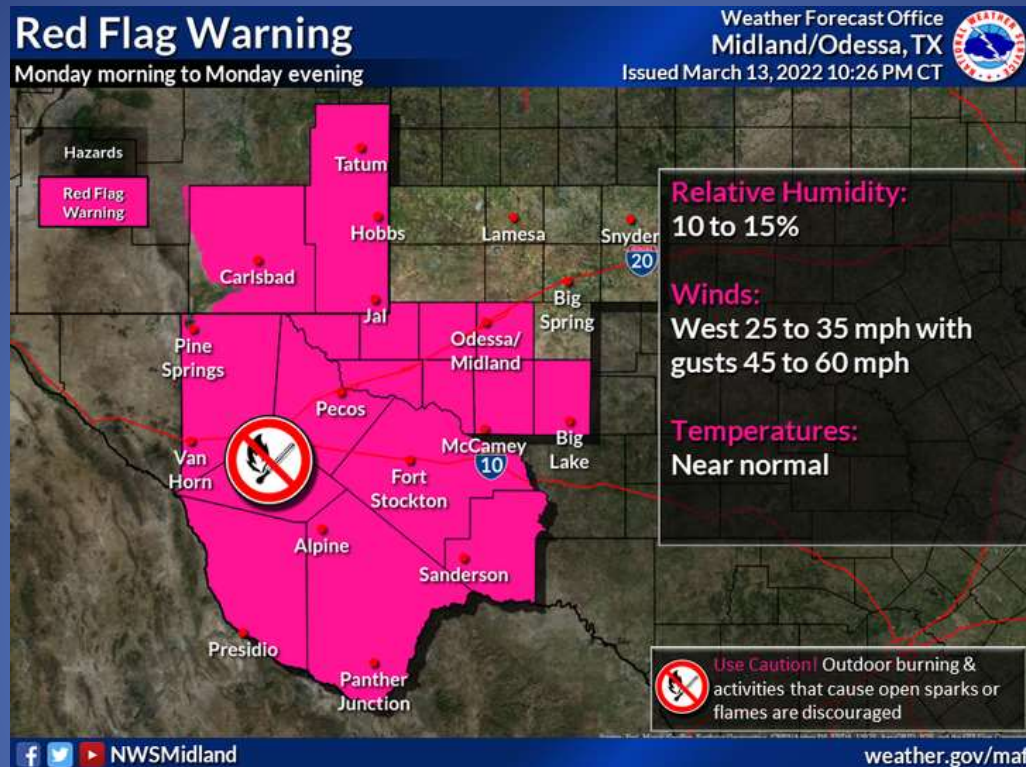 Red Flag Warning
Monday morning to Monday evening
Weather Forecast Office
Midland/Odessa, TX
Issued March 13, 2022 10:26 PM CT
NATIONAL WEATHER SERVICE
Hazards
Red Flag
Warning
Tatum
Hobbs
Lamesa
Snyder
20
Carlsbad
Jal
Big
Spring
Pine
Springs
Odessa/
Midland
Pecos
Van
Horn
McCamey
10
Big
Lake
Fort
Stockton
Alpine
Sanderson
Presidio
Panther
Junction
Relative Humidity:
10 to 15%
Winds:
West 25 to 35 mph with
gusts 45 to 60 mph
Temperatures:
Near normal
Use Caution! Outdoor burning &
activities that cause open sparks or
flames are discouraged
NWSMidland
weather.gov/maf